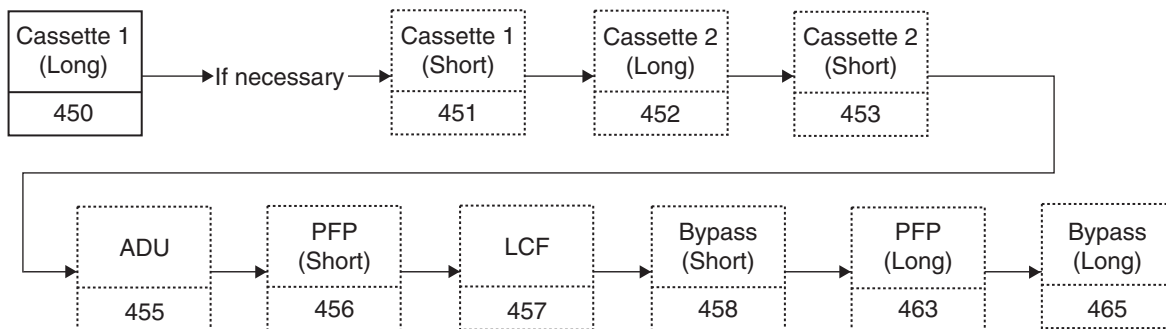 Cassette 1
(Long)
450
If necessary
Cassette 1
(Short)
451
Cassette 2
(Long)
452
Cassette 2
(Short)
453
ADU
455
PFP
(Short)
456
LCF
457
Bypass
(Short)
458
PFP
(Long)
463
Bypass
(Long)
465